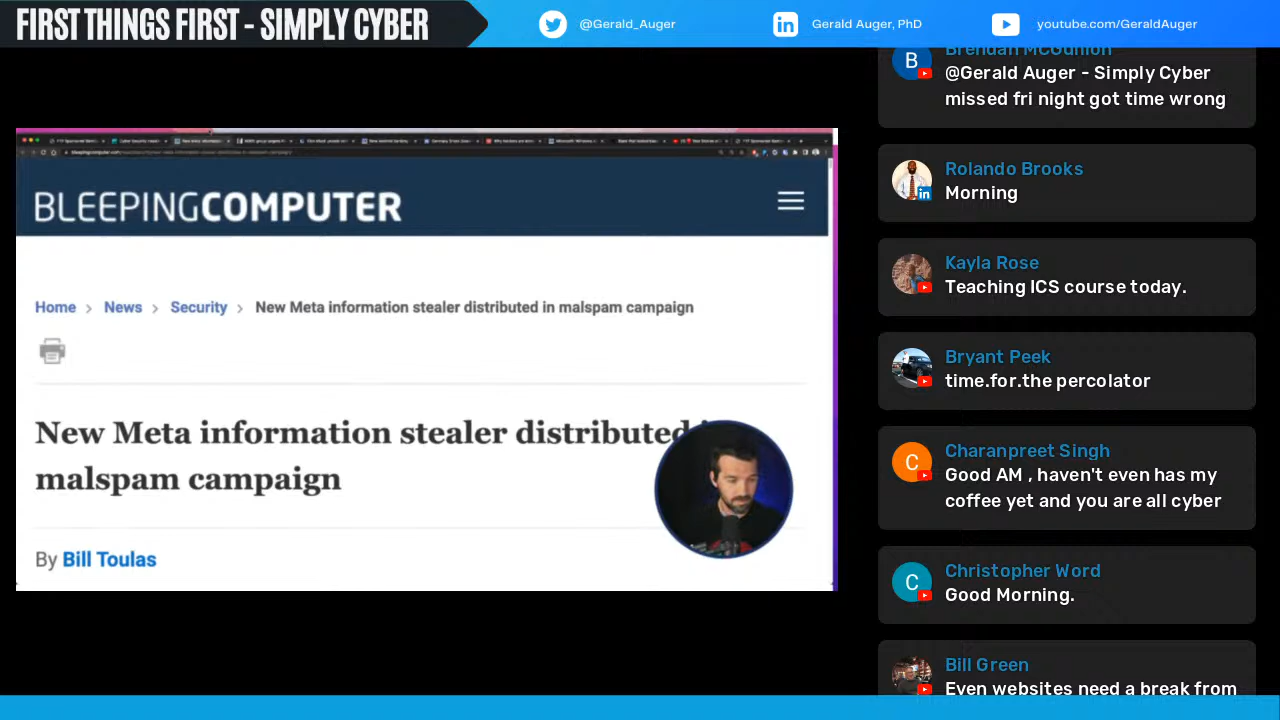 FIRST THINGS FIRST - SIMPLY CYBER
@Gerald_Auger
Gerald Auger, PhD
youtube.com/GeraldAuger
BLEEPINGCOMPUTER
Home > News > Security > New Meta information stealer distributed in malspam campaign
New Meta information stealer distributed
malspam campaign
By Bill Toulas
B
@Gerald Auger - Simply Cyber
missed fri night got time wrong
Rolando Brooks
Morning
Kayla Rose
Teaching ICS course today.
Bryant Peek
time.for.the percolator
C
Charanpreet Singh
Good AM , haven't even has my
coffee yet and you are all cyber
C
Christopher Word
Good Morning.
Bill Green
Even websites need a break from